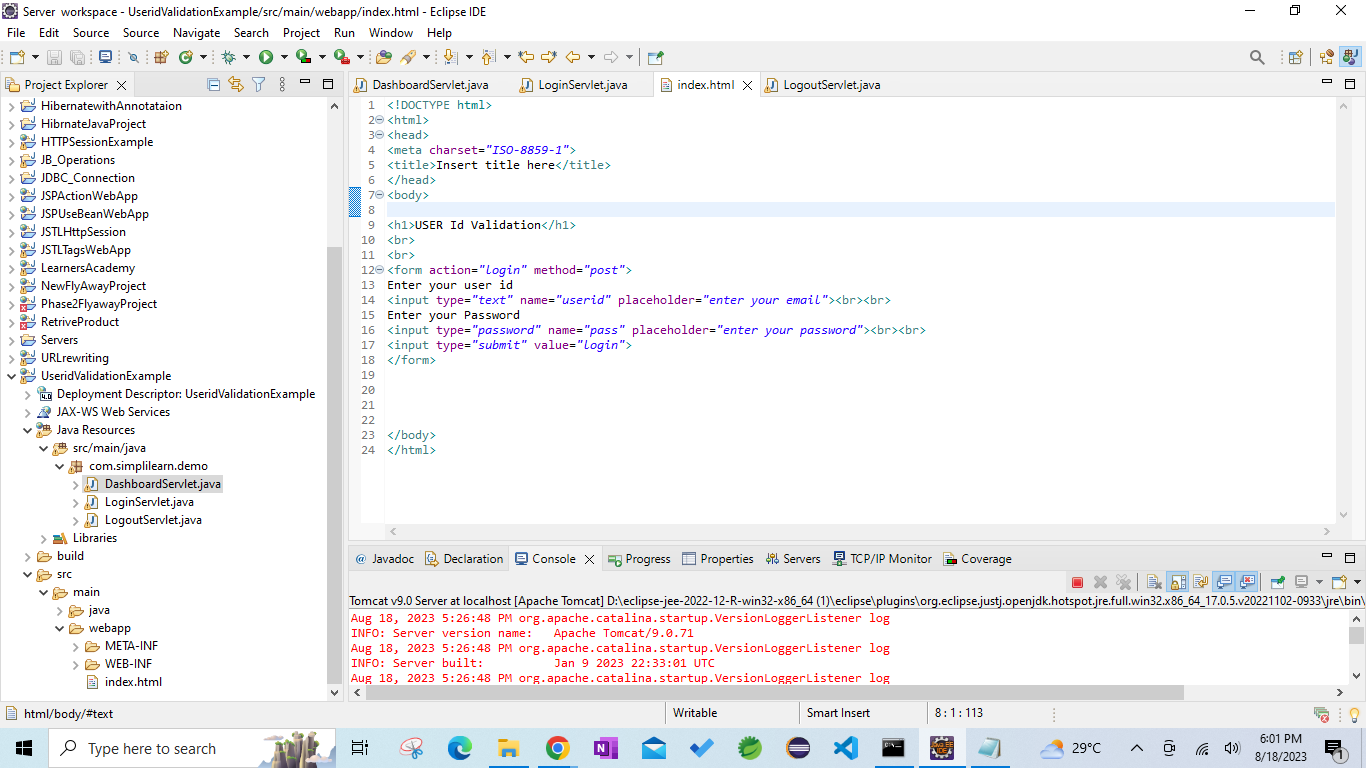 Server workspace - UseridValidationExample/src/main/webapp/index.html - Eclipse IDE
File Edit Source Source Navigate Search Project Run Window Help
Project Explorer
HibernatewithAnnotataion
HibrnateJavaProject
HTTPSessionExample
JB_Operations
JDBC_Connection
JSPActionWebApp
JSPUseBeanWebApp
JSTLHttpSession
JSTLTagsWebApp
LearnersAcademy
NewFlyAwayProject
Phase2FlyawayProject
RetriveProduct
Servers
URLrewriting
UseridValidationExample
Deployment Descriptor: UseridValidationExample
JAX-WS Web Services
Java Resources
src/main/java
com.simplilearn.demo
DashboardServlet.java
LoginServlet.java
LogoutServlet.java
Libraries
build
src
main
java
webapp
META-INF
WEB-INF
index.html
DashboardServlet.java LoginServlet.java index.html LogoutServlet.java
1 <!DOCTYPE html>
2 <html>
3 <head>
4 <meta charset="ISO-8859-1">
5 <title>Insert title here</title>
6 </head>
7 <body>
8
9 <h1>USER Id Validation</h1>
10 <br>
11 <br>
12 <form action="login" method="post">
13 Enter your user id
14 <input type="text" name="userid" placeholder="enter your email"><br><br>
15 Enter your Password
16 <input type="password" name="pass" placeholder="enter your password"><br><br>
17 <input type="submit" value="login">
18 </form>
19
20
21
22
23 </body>
24 </html>
@ Javadoc Declaration Console Progress Properties Servers TCP/IP Monitor Coverage
Tomcat v9.0 Server at localhost [Apache Tomcat] D:\eclipse-jee-2022-12-R-win32-x86_64 (1)\eclipse\plugins\org.eclipse.justj.openjdk.hotspot.jre.full.win32.x86_64_17.0.5.v20221102-0933\jre\bin\
Aug 18, 2023 5:26:48 PM org.apache.catalina.startup.VersionLoggerListener log
INFO: Server version name: Apache Tomcat/9.0.71
Aug 18, 2023 5:26:48 PM org.apache.catalina.startup.VersionLoggerListener log
INFO: Server built: Jan 9 2023 22:33:01 UTC
Aug 18, 2023 5:26:48 PM org.apache.catalina.startup.VersionLoggerListener log
html/body/#text Writable Smart Insert 8 : 1 : 113
Type here to search
29°C
6:01 PM
8/18/2023
1